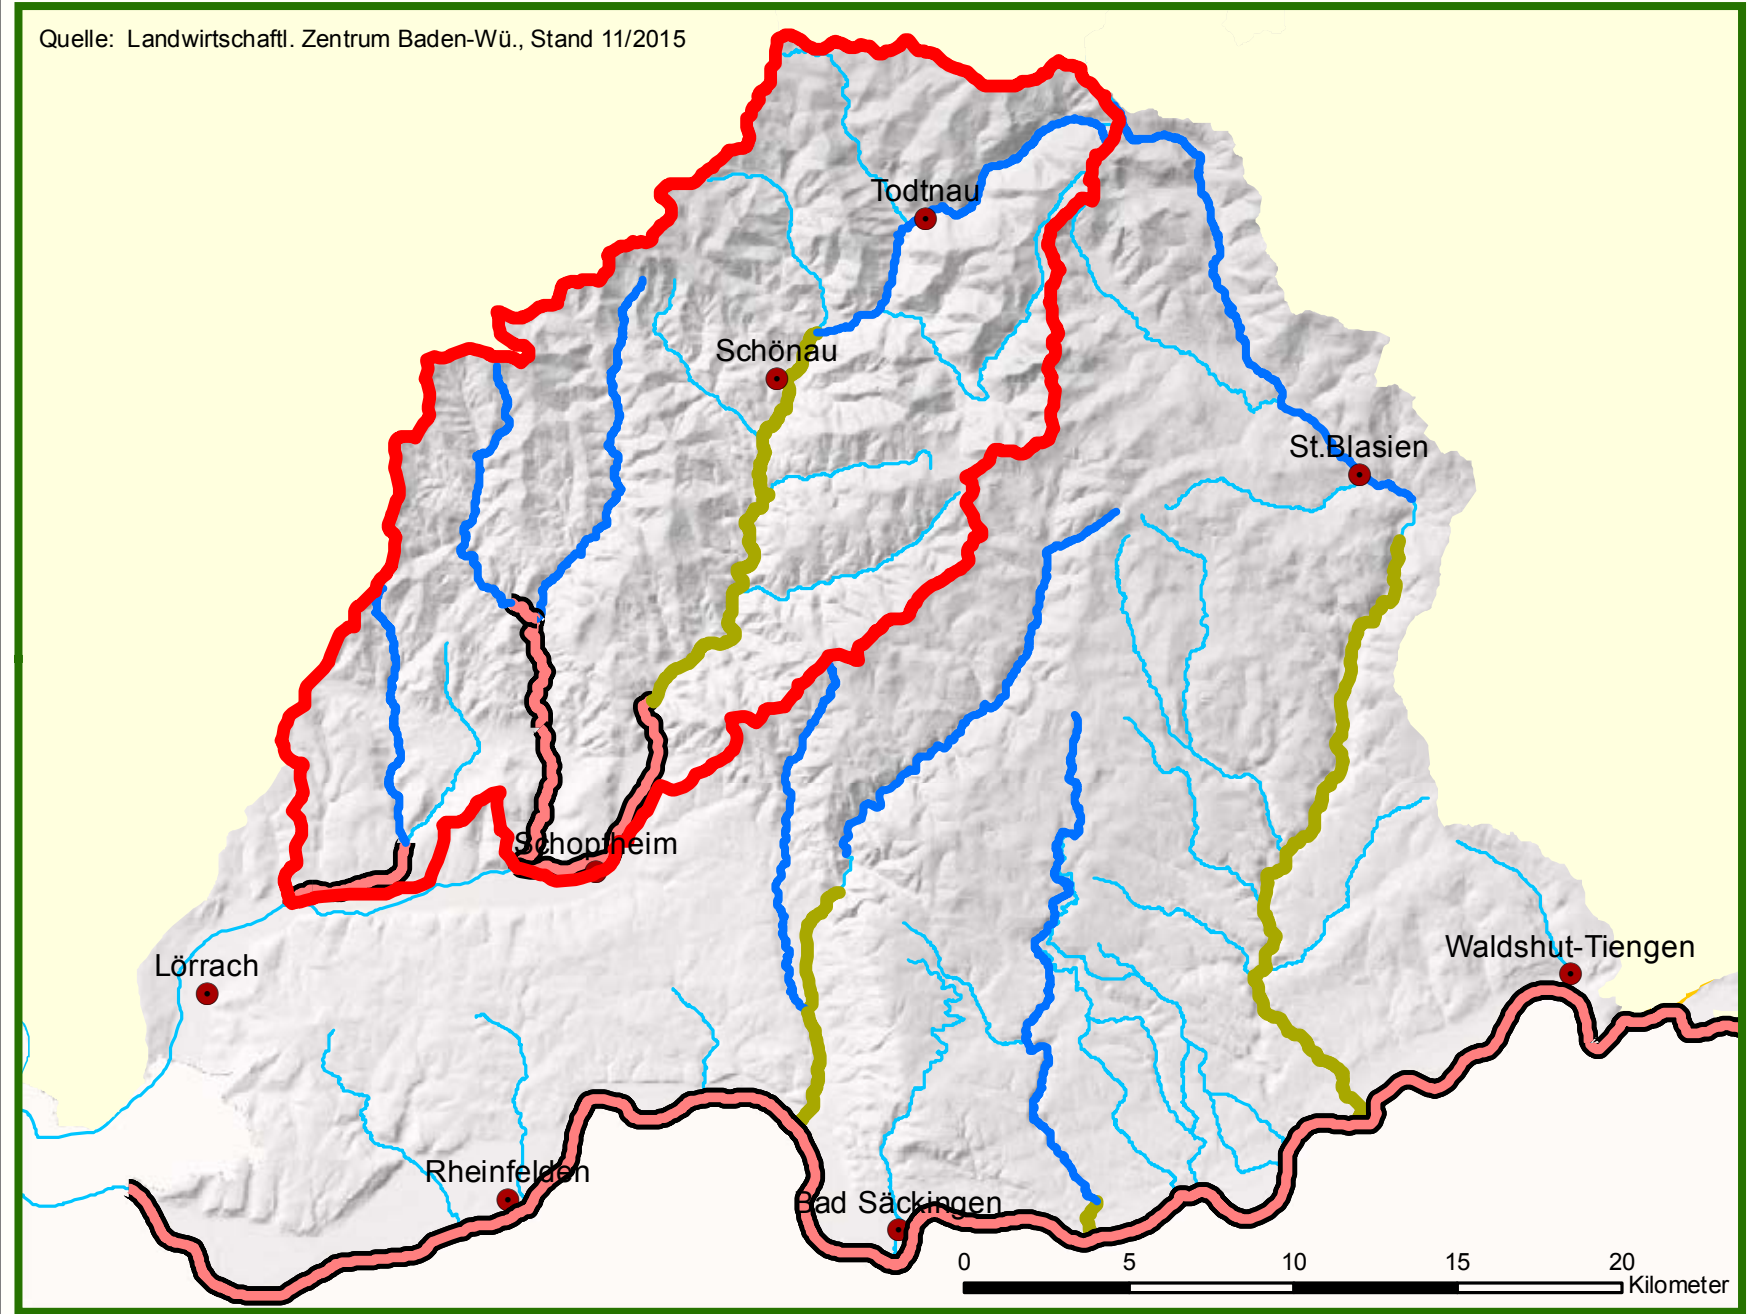 Quelle: Landwirtschaftl. Zentrum Baden-Wü., Stand 11/2015
Todtnau
Schönau
St.Blasien
Schopfheim
Waldshut-Tiengen
Lörrach
Rheinfelden
Bad Säckingen
0 5 10 15 20
Kilometer